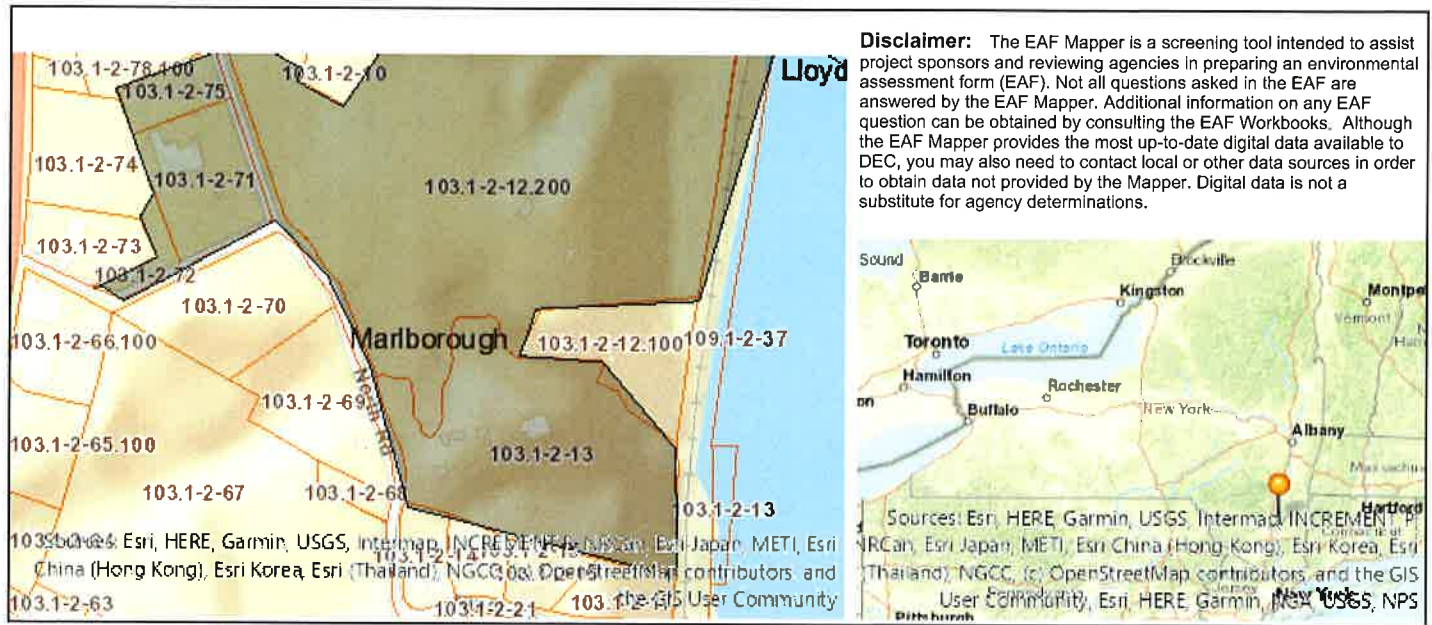 103.1-2-78.100
103.1-2-10
Lloyd
103.1-2-75
103.1-2-74
103.1-2-71
103.1-2-12.200
103.1-2-73
103.1-2-72
103.1-2-70
103.1-2-66.100
Marlborough
103.1-2-12.100
109.1-2-37
103.1-2-69
North Rd
103.1-2-65.100
103.1-2-13
103.1-2-67
103.1-2-68
103.1-2-13
Sources: Esri, HERE, Garmin, USGS, Intermap, INCREMENT P, NRCan, Esri Japan, METI, Esri
China (Hong Kong), Esri Korea, Esri (Thailand), NGCC, (c) OpenStreetMap contributors, and
the GIS User Community
103.1-2-63
103.1-2-21
Disclaimer: The EAF Mapper is a screening tool intended to assist
project sponsors and reviewing agencies in preparing an environmental
assessment form (EAF). Not all questions asked in the EAF are
answered by the EAF Mapper. Additional information on any EAF
question can be obtained by consulting the EAF Workbooks. Although
the EAF Mapper provides the most up-to-date digital data available to
DEC, you may also need to contact local or other data sources in order
to obtain data not provided by the Mapper. Digital data is not a
substitute for agency determinations.
Sound
Barrie
Brockville
Kingston
Montpe
Vermont
Toronto
Lake Ontario
Hamilton
Rochester
Buffalo
New York
Albany
Massachu
Hartford
Sources: Esri, HERE, Garmin, USGS, Intermap, INCREMENT P,
NRCan, Esri Japan, METI, Esri China (Hong Kong), Esri Korea, Esri
(Thailand), NGCC, (c) OpenStreetMap contributors, and the GIS
User Community, Esri, HERE, Garmin, NGA, USGS, NPS
New York
Pittsburgh